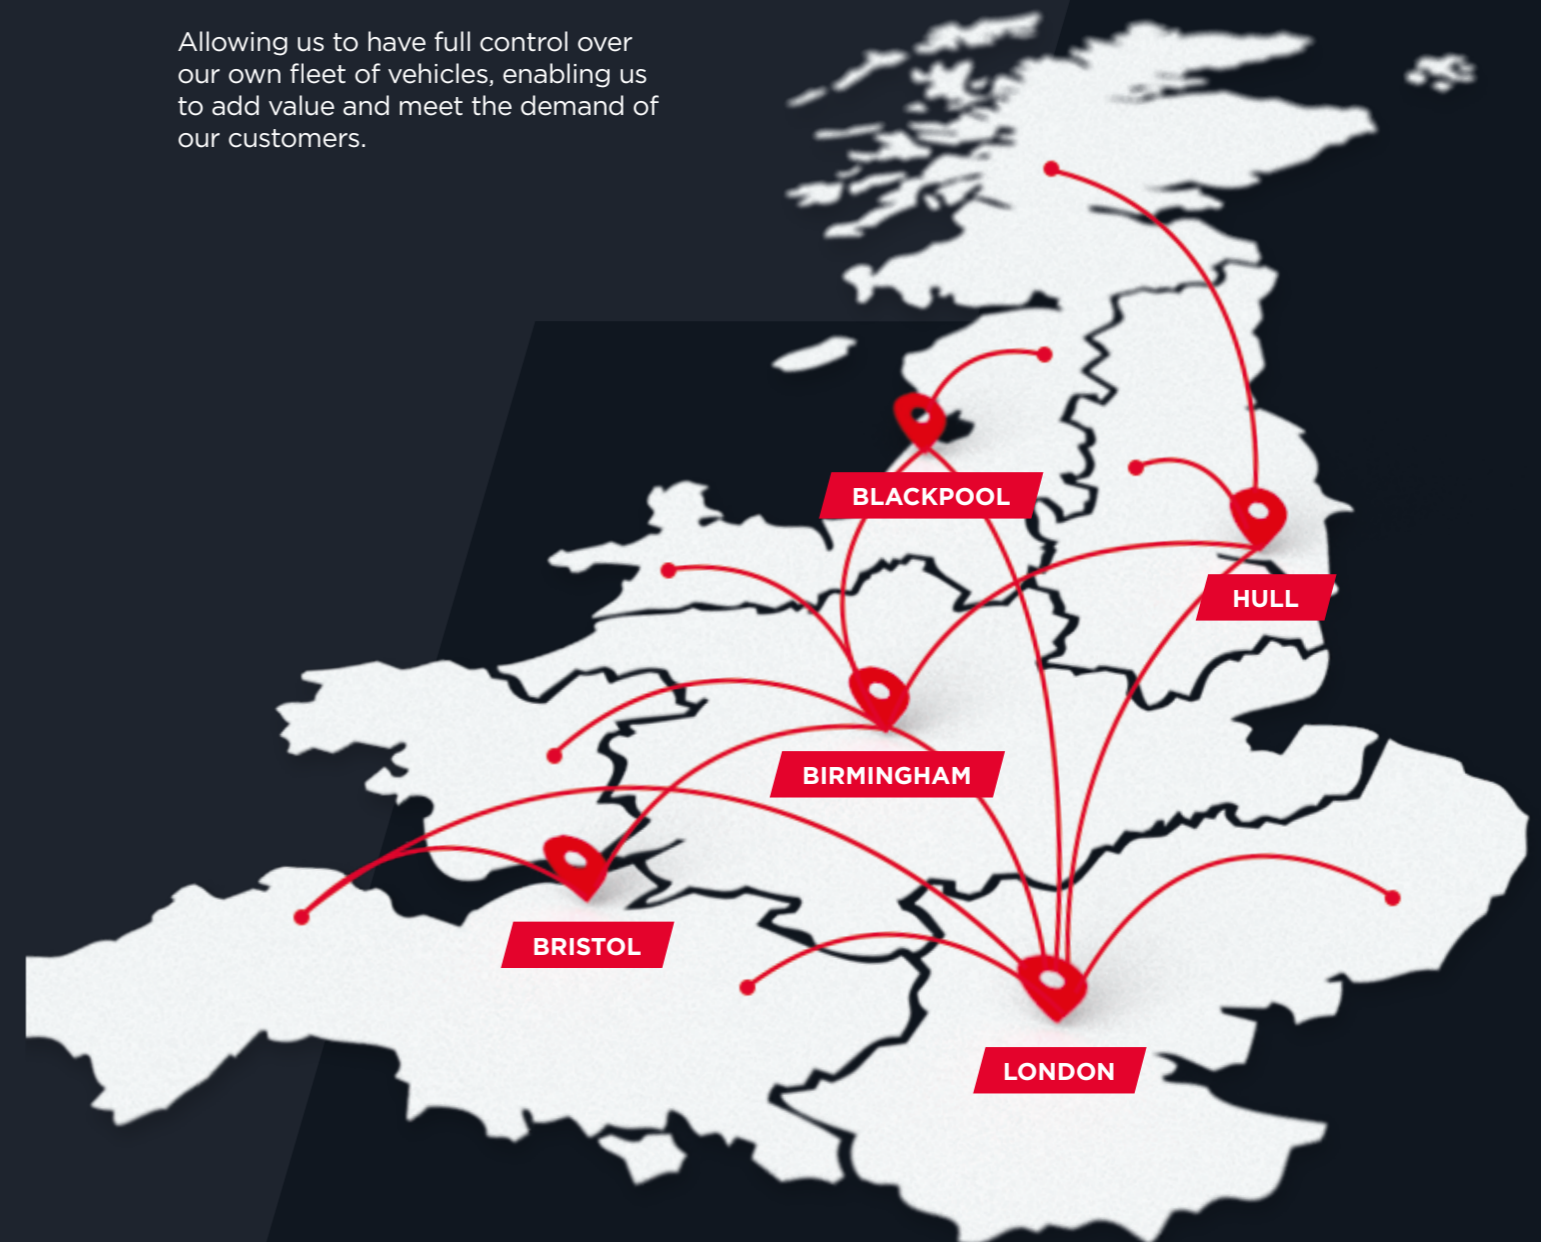 Allowing us to have full control over
our own fleet of vehicles, enabling us
to add value and meet the demand of
our customers.
BLACKPOOL
HULL
BIRMINGHAM
BRISTOL
LONDON